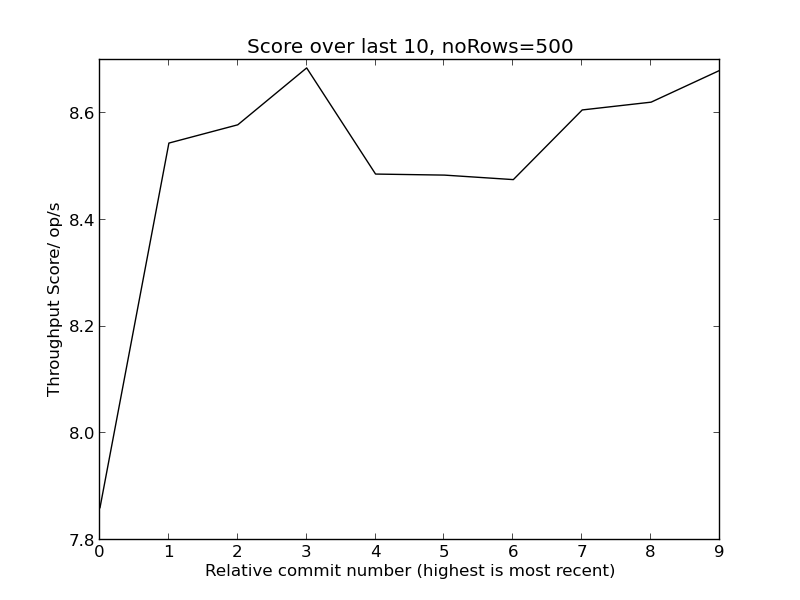 Score over last 10, noRows=500
Throughput Score/ op/s
8.6
8.4
8.2
8.0
7.8
0 1 2 3 4 5 6 7 8 9
Relative commit number (highest is most recent)